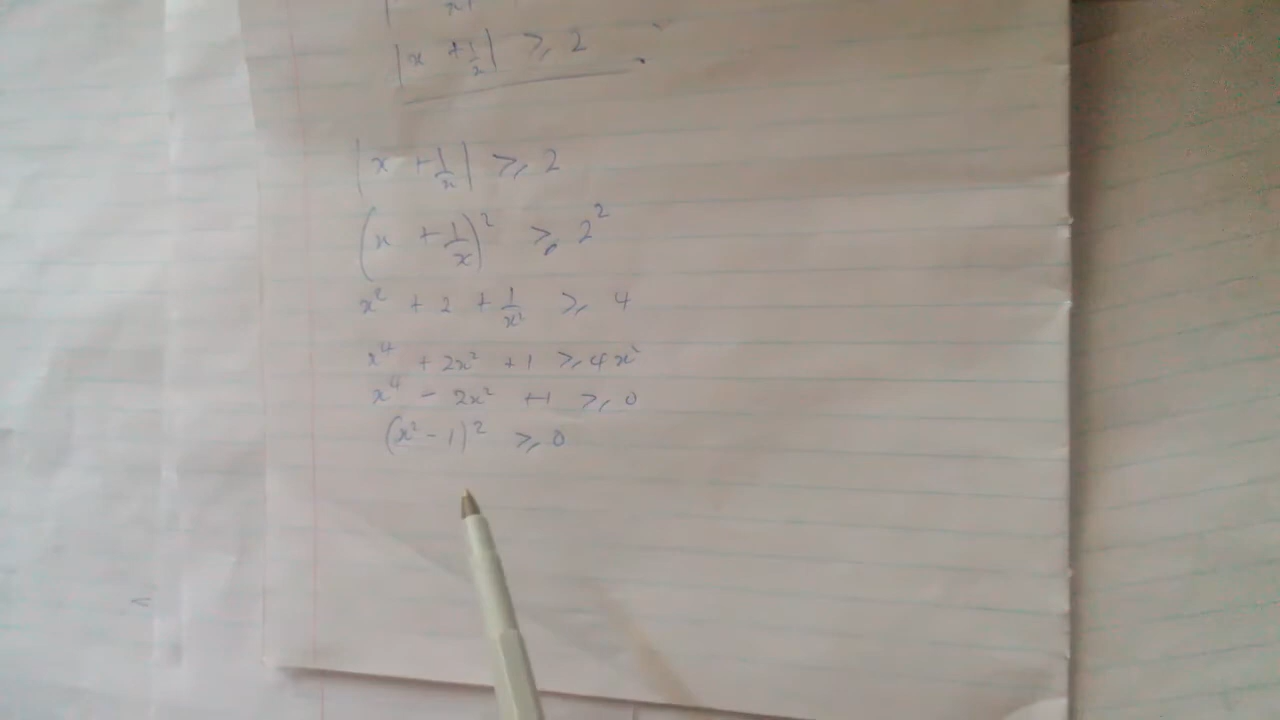 |x + 1/x| ≥ 2
|x + 1/x| ≥ 2
(x + 1/x)² ≥ 2²
x² + 2 + 1/x² ≥ 4
x⁴ + 2x² + 1 ≥ 4x²
x⁴ - 2x² + 1 ≥ 0
(x² - 1)² ≥ 0